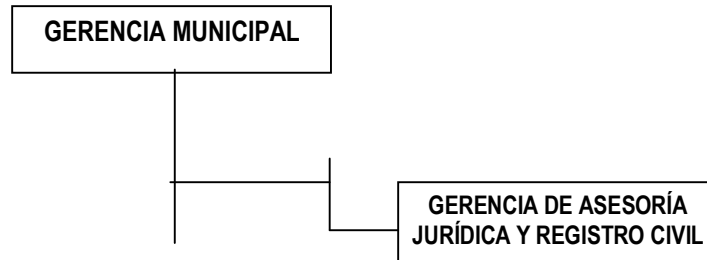 GERENCIA MUNICIPAL
GERENCIA DE ASESORÍA
JURÍDICA Y REGISTRO CIVIL